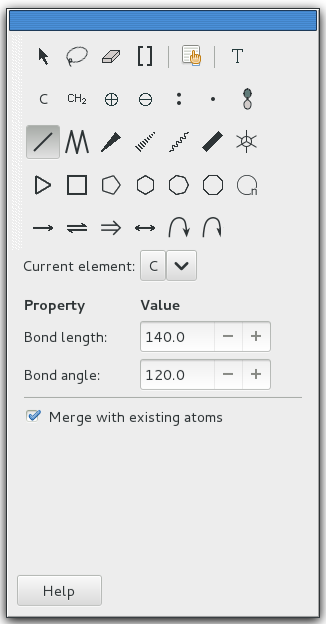 T
C CH2
n
Current element: C
Property Value
Bond length: 140.0
Bond angle: 120.0
Merge with existing atoms
Help